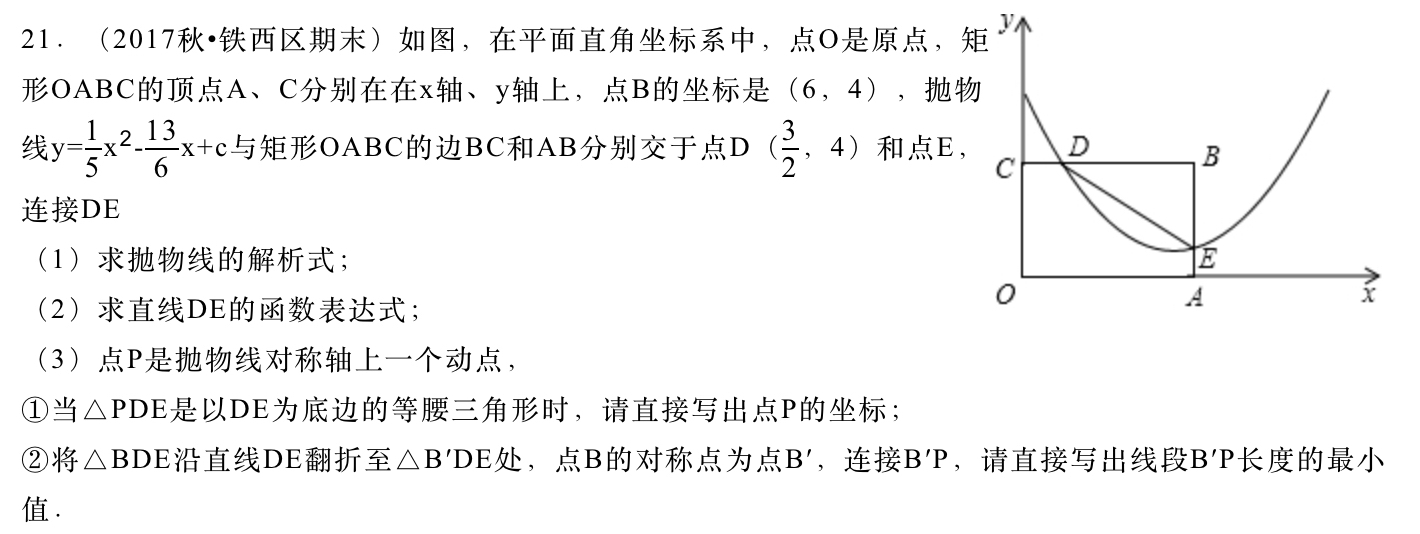 21．（2017秋•铁西区期末）如图，在平面直角坐标系中，点O是原点，矩
形OABC的顶点A、C分别在在x轴、y轴上，点B的坐标是（6，4），抛物
线y=\frac{1}{5}x²-\frac{13}{6}x+c与矩形OABC的边BC和AB分别交于点D（\frac{3}{2}，4）和点E，
连接DE
（1）求抛物线的解析式；
（2）求直线DE的函数表达式；
（3）点P是抛物线对称轴上一个动点，
①当△PDE是以DE为底边的等腰三角形时，请直接写出点P的坐标；
②将△BDE沿直线DE翻折至△B′DE处，点B的对称点为点B′，连接B′P，请直接写出线段B′P长度的最小
值．
y
D
C
B
E
O
A
x